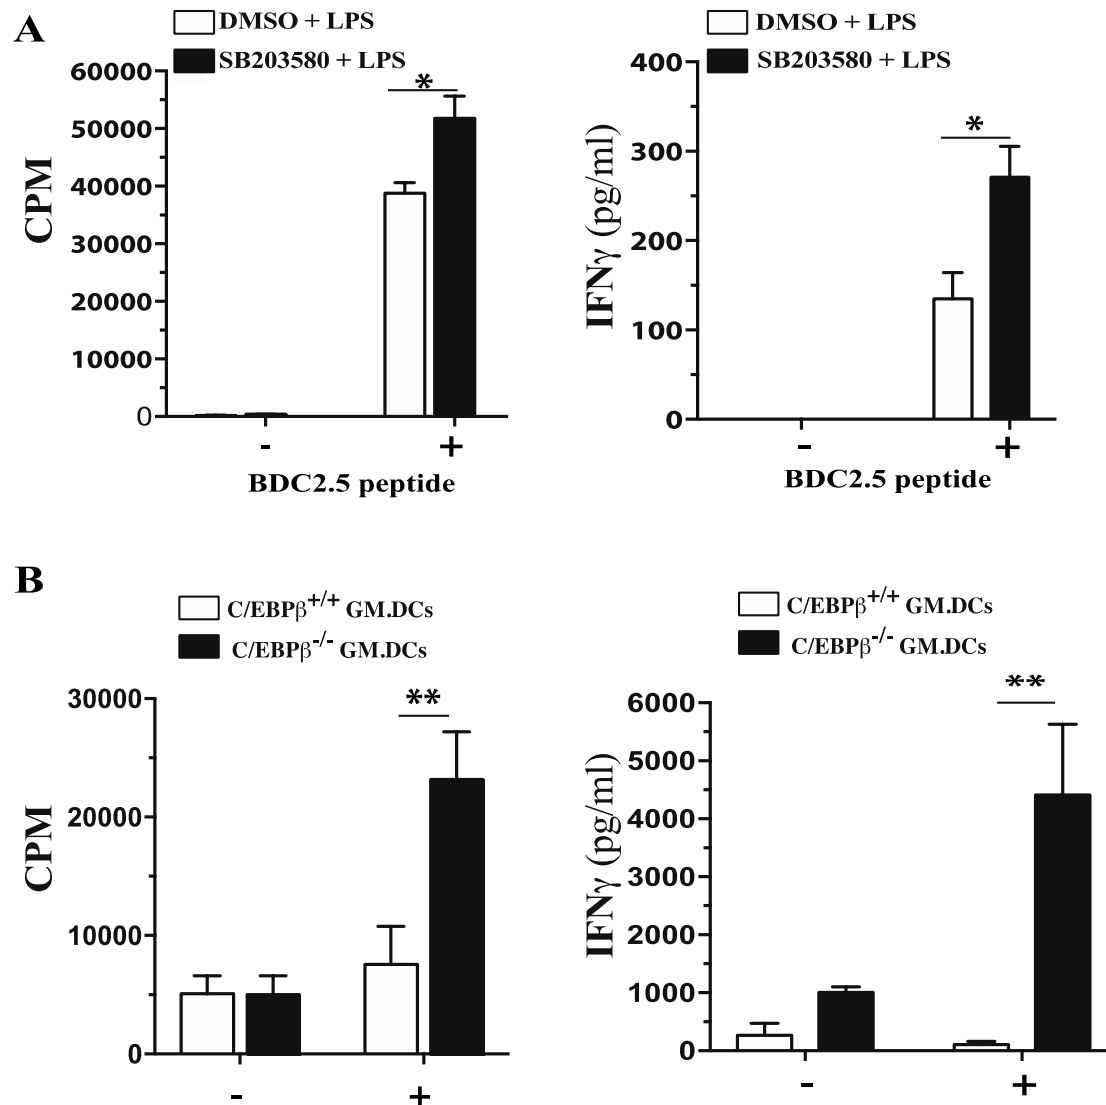 A
DMSO + LPS
SB203580 + LPS
60000
50000
40000
30000
20000
10000
0
CPM
*
- +
BDC2.5 peptide
DMSO + LPS
SB203580 + LPS
400
300
200
100
0
IFNγ (pg/ml)
*
- +
BDC2.5 peptide
B
C/EBPβ+/+ GM.DCs
C/EBPβ-/- GM.DCs
30000
20000
10000
0
CPM
**
- +
C/EBPβ+/+ GM.DCs
C/EBPβ-/- GM.DCs
6000
5000
4000
3000
2000
1000
0
IFNγ (pg/ml)
**
- +